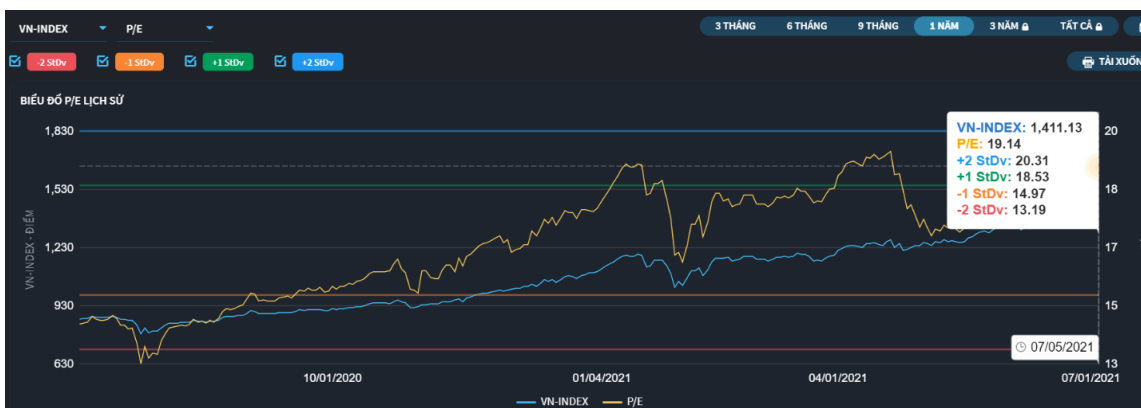 VN-INDEX P/E 3 THÁNG 6 THÁNG 9 THÁNG 1 NĂM 3 NĂM TẤT CẢ
-2 StDv -1 StDv +1 StDv +2 StDv TẢI XUỐN
BIỂU ĐỒ P/E LỊCH SỬ
VN-INDEX: 1,411.13
P/E: 19.14
+2 StDv: 20.31
+1 StDv: 18.53
-1 StDv: 14.97
-2 StDv: 13.19
1,830 20
1,530 18
1,230 17
930 15
630 13
VN-INDEX - ĐIỂM
07/05/2021
10/01/2020 01/04/2021 04/01/2021 07/01/2021
VN-INDEX P/E